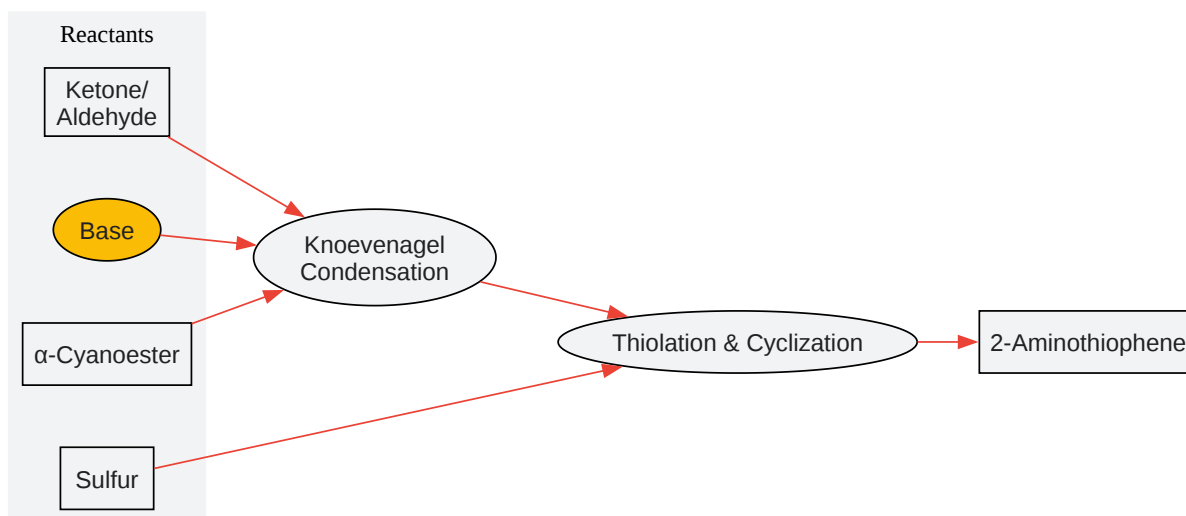 Reactants
Ketone/
Aldehyde
Base
Knoevenagel
Condensation
α-Cyanoester
Thiolation & Cyclization
2-Aminothiophene
Sulfur